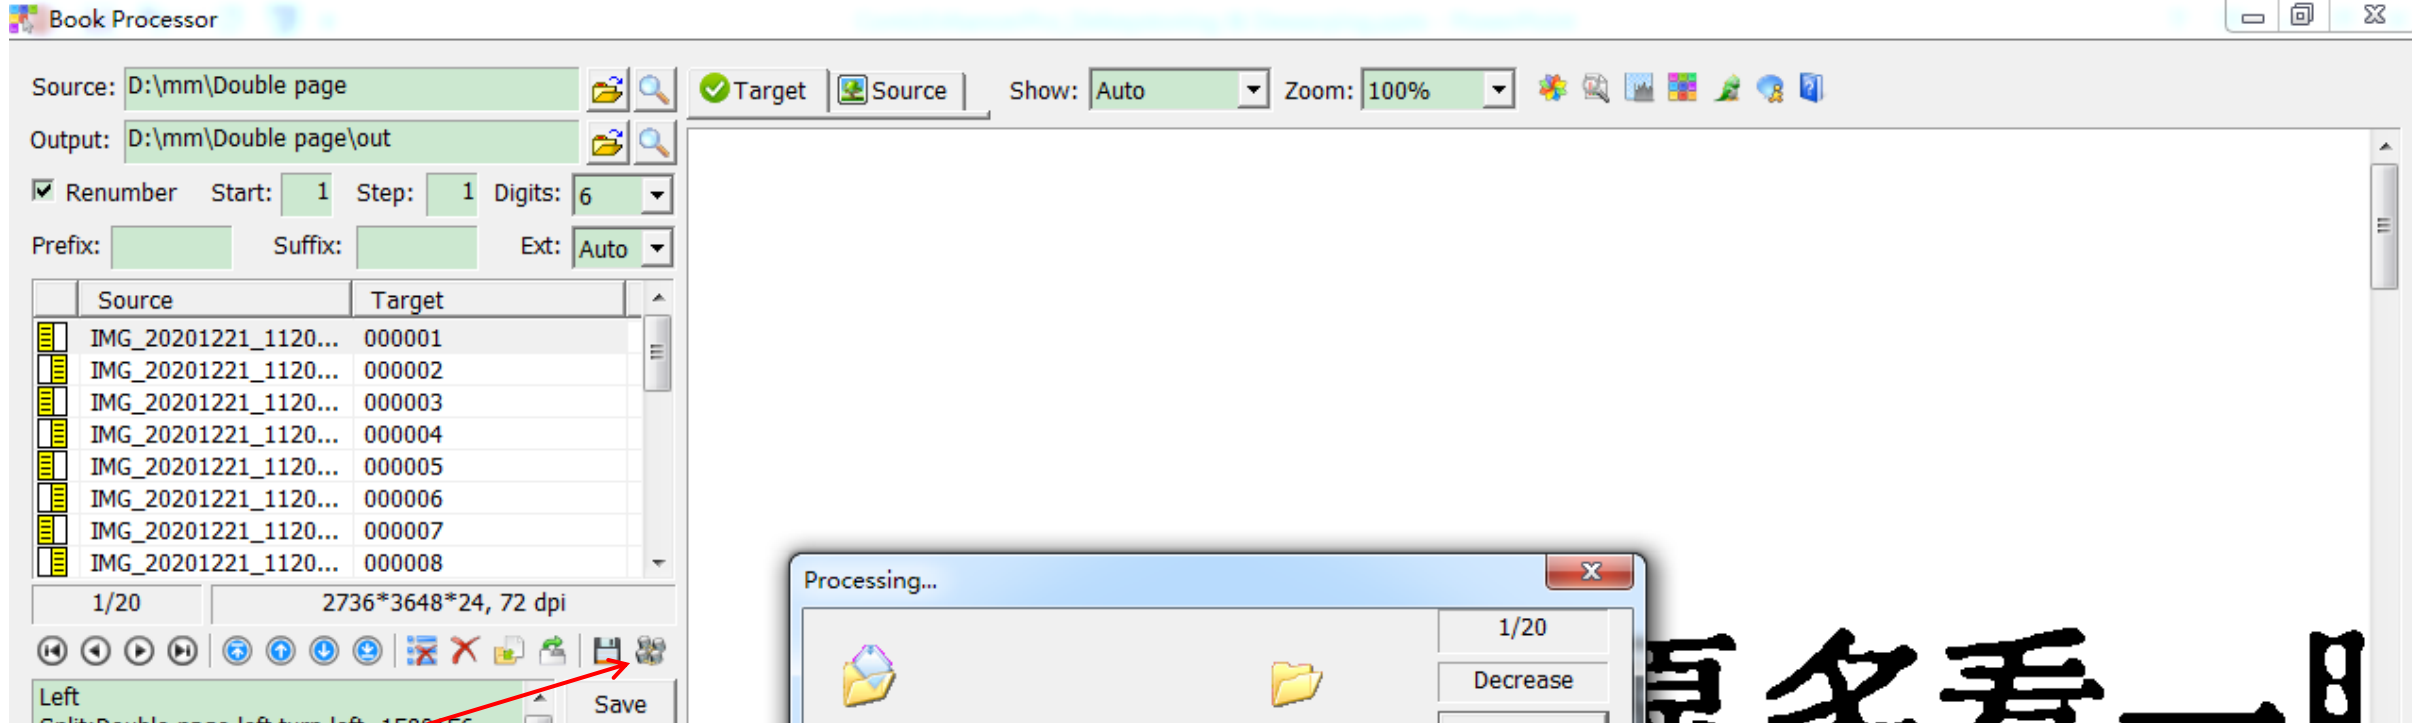 Book Processor
Source: D:\mm\Double page
Output: D:\mm\Double page\out
Renumber Start: 1 Step: 1 Digits: 6
Prefix: Suffix: Ext: Auto
Target Source Show: Auto Zoom: 100%
Source Target
IMG_20201221_1120... 000001
IMG_20201221_1120... 000002
IMG_20201221_1120... 000003
IMG_20201221_1120... 000004
IMG_20201221_1120... 000005
IMG_20201221_1120... 000006
IMG_20201221_1120... 000007
IMG_20201221_1120... 000008
1/20 2736*3648*24, 72 dpi
Left
Save
Processing...
1/20
Decrease
名看一